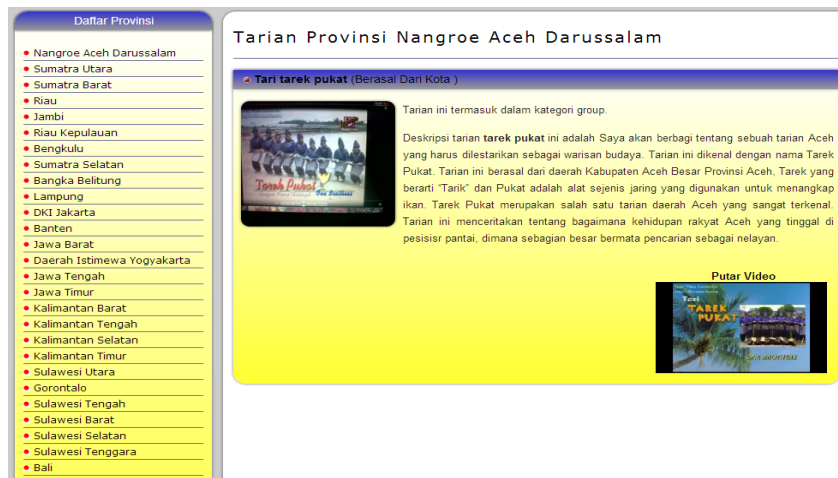 Daftar Provinsi
Nangroe Aceh Darussalam
Sumatra Utara
Sumatra Barat
Riau
Jambi
Riau Kepulauan
Bengkulu
Sumatra Selatan
Bangka Belitung
Lampung
DKI Jakarta
Banten
Jawa Barat
Daerah Istimewa Yogyakarta
Jawa Tengah
Jawa Timur
Kalimantan Barat
Kalimantan Tengah
Kalimantan Selatan
Kalimantan Timur
Sulawesi Utara
Gorontalo
Sulawesi Tengah
Sulawesi Barat
Sulawesi Selatan
Sulawesi Tenggara
Bali
Tarian Provinsi Nangroe Aceh Darussalam
Tari tarek pukat (Berasal Dari Kota )
Tarek Pukat
Tarian ini termasuk dalam kategori group.
Deskripsi tarian tarek pukat ini adalah Saya akan berbagi tentang sebuah tarian Aceh
yang harus dilestarikan sebagai warisan budaya. Tarian ini dikenal dengan nama Tarek
Pukat. Tarian ini berasal dari daerah Kabupaten Aceh Besar Provinsi Aceh, Tarek yang
berarti “Tarik” dan Pukat adalah alat sejenis jaring yang digunakan untuk menangkap
ikan. Tarek Pukat merupakan salah satu tarian daerah Aceh yang sangat terkenal.
Tarian ini menceritakan tentang bagaimana kehidupan rakyat Aceh yang tinggal di
pesisisr pantai, dimana sebagian besar bermata pencarian sebagai nelayan.
Putar Video
Tari
TAREK
PUKAT